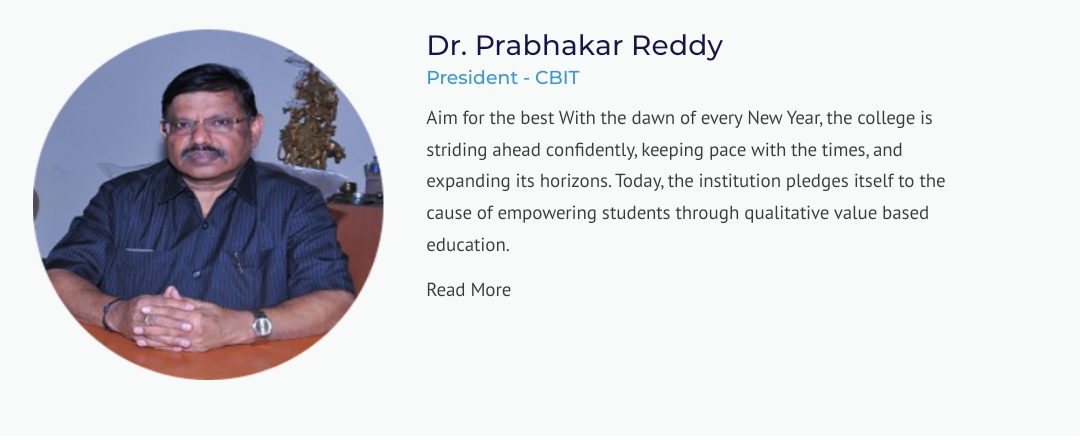 Dr. Prabhakar Reddy
President - CBIT
Aim for the best With the dawn of every New Year, the college is
striding ahead confidently, keeping pace with the times, and
expanding its horizons. Today, the institution pledges itself to the
cause of empowering students through qualitative value based
education.
Read More